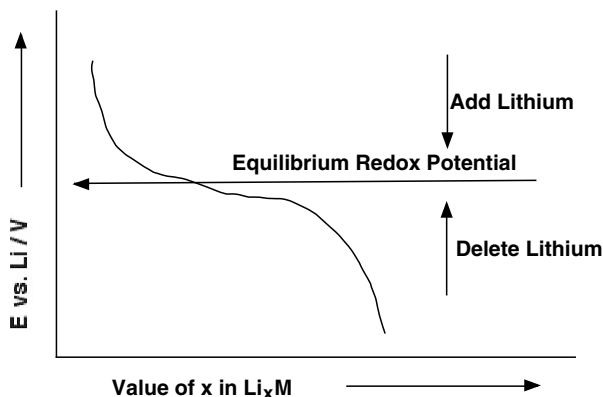 Add Lithium
Equilibrium Redox Potential
Delete Lithium
E vs. Li / V
Value of x in LiₓM